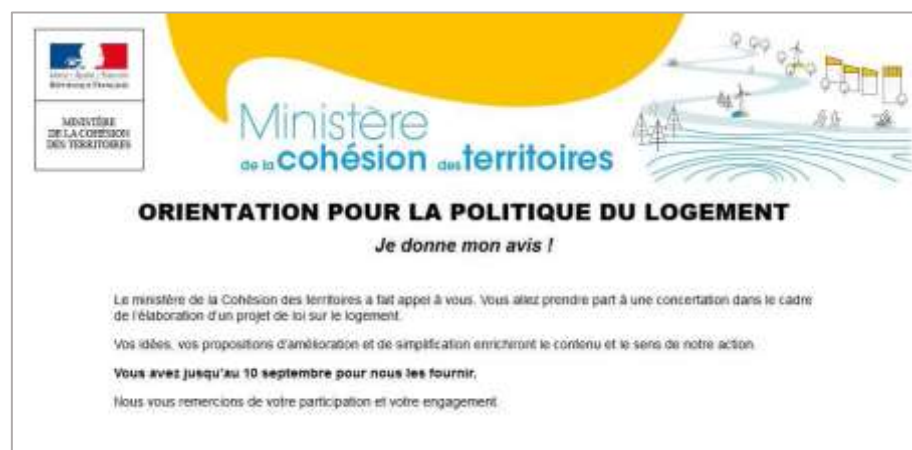 RÉPUBLIQUE FRANÇAISE
MINISTÈRE
DE LA COHÉSION
DES TERRITOIRES
Ministère
de la cohésion des territoires
ORIENTATION POUR LA POLITIQUE DU LOGEMENT
Je donne mon avis !
Le ministère de la Cohésion des territoires a fait appel à vous. Vous allez prendre part à une concertation dans le cadre
de l'élaboration d'un projet de loi sur le logement.
Vos idées, vos propositions d'amélioration et de simplification enrichiront le contenu et le sens de notre action.
Vous avez jusqu'au 10 septembre pour nous les fournir.
Nous vous remercions de votre participation et votre engagement.